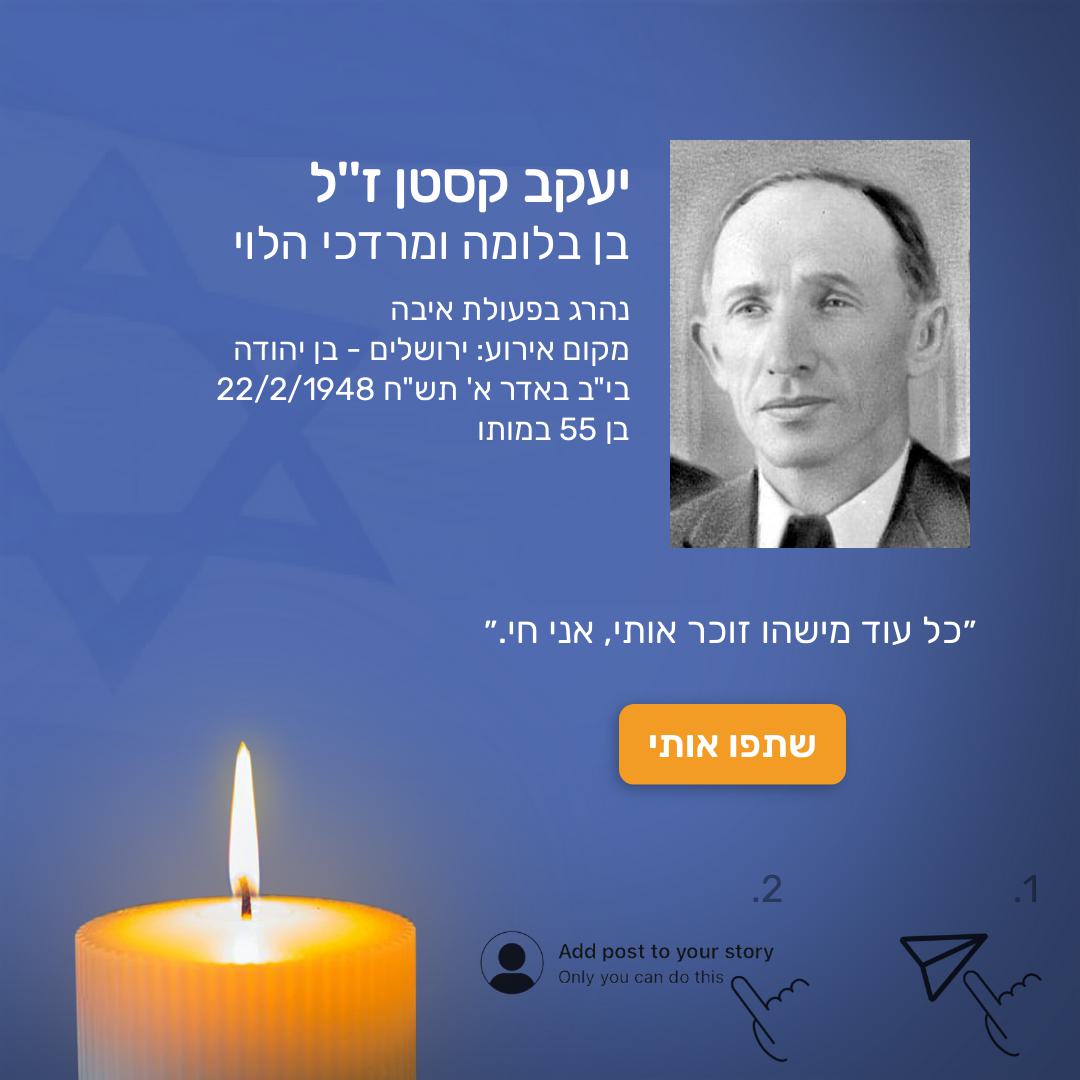 יעקב קסטן ז"ל
בן בלומה ומרדכי הלוי
נהרג בפעולת איבה
מקום אירוע: ירושלים - בן יהודה
בי"ב באדר א' תש"ח 22/2/1948
בן 55 במותו
״כל עוד מישהו זוכר אותי, אני חי.״
שתפו אותי
1.
2.
Add post to your story
Only you can do this